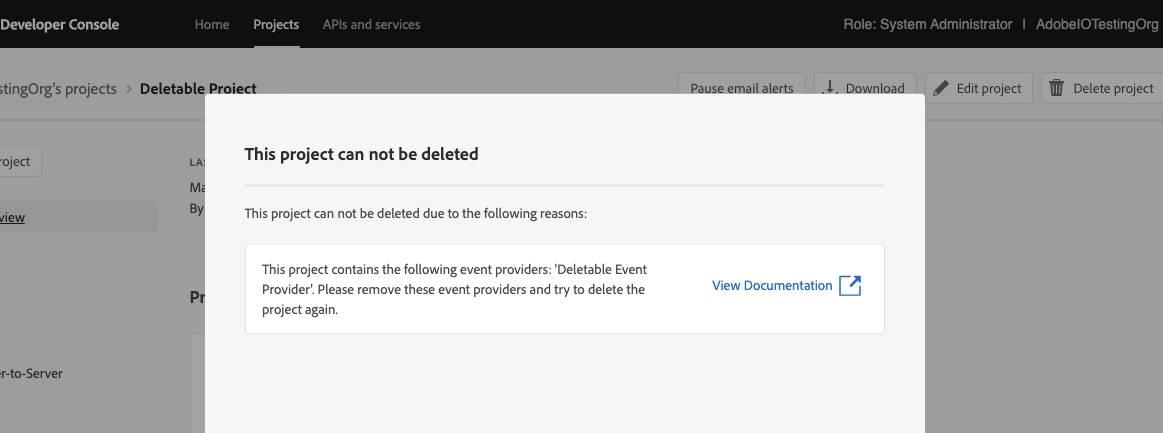 Developer Console Home Projects APIs and services Role: System Administrator | AdobeIOTestingOrg
stingOrg's projects > Deletable Project Pause email alerts Download Edit project Delete project
roject
LAS
Ma
By
view
Pr
er-to-Server
This project can not be deleted
This project can not be deleted due to the following reasons:
This project contains the following event providers: 'Deletable Event
Provider'. Please remove these event providers and try to delete the
project again.
View Documentation